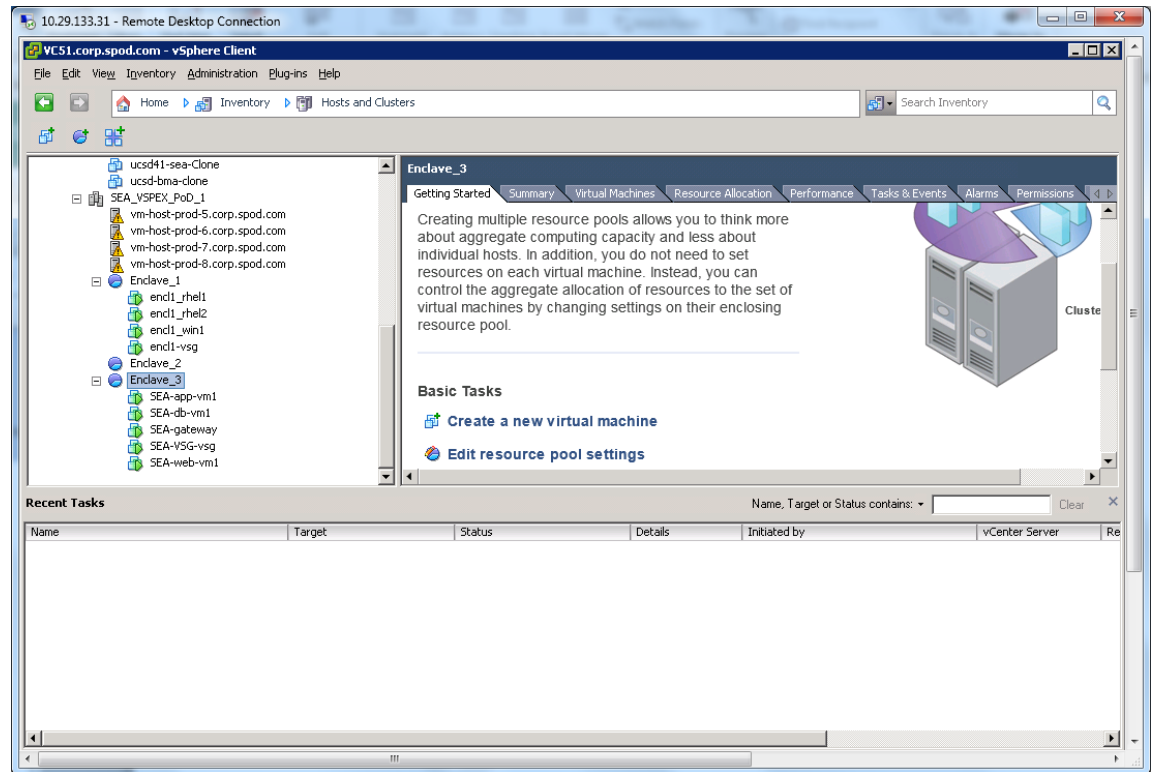 10.29.133.31 - Remote Desktop Connection
VC51.corp.spod.com - vSphere Client
File Edit View Inventory Administration Plug-ins Help
Home Inventory Hosts and Clusters
Search Inventory
ucsd41-sea-Clone
ucsd-bma-clone
SEA_VSPEX_PoD_1
vm-host-prod-5.corp.spod.com
vm-host-prod-6.corp.spod.com
vm-host-prod-7.corp.spod.com
vm-host-prod-8.corp.spod.com
Enclave_1
encl1_rhel1
encl1_rhel2
encl1_win1
encl1-vsg
Enclave_2
Enclave_3
SEA-app-vm1
SEA-db-vm1
SEA-gateway
SEA-VSG-vsg
SEA-web-vm1
Enclave_3
Getting Started Summary Virtual Machines Resource Allocation Performance Tasks & Events Alarms Permissions
Creating multiple resource pools allows you to think more
about aggregate computing capacity and less about
individual hosts. In addition, you do not need to set
resources on each virtual machine. Instead, you can
control the aggregate allocation of resources to the set of
virtual machines by changing settings on their enclosing
resource pool.
Cluste
Basic Tasks
Create a new virtual machine
Edit resource pool settings
Recent Tasks
Name, Target or Status contains: Clear
Name Target Status Details Initiated by vCenter Server Re